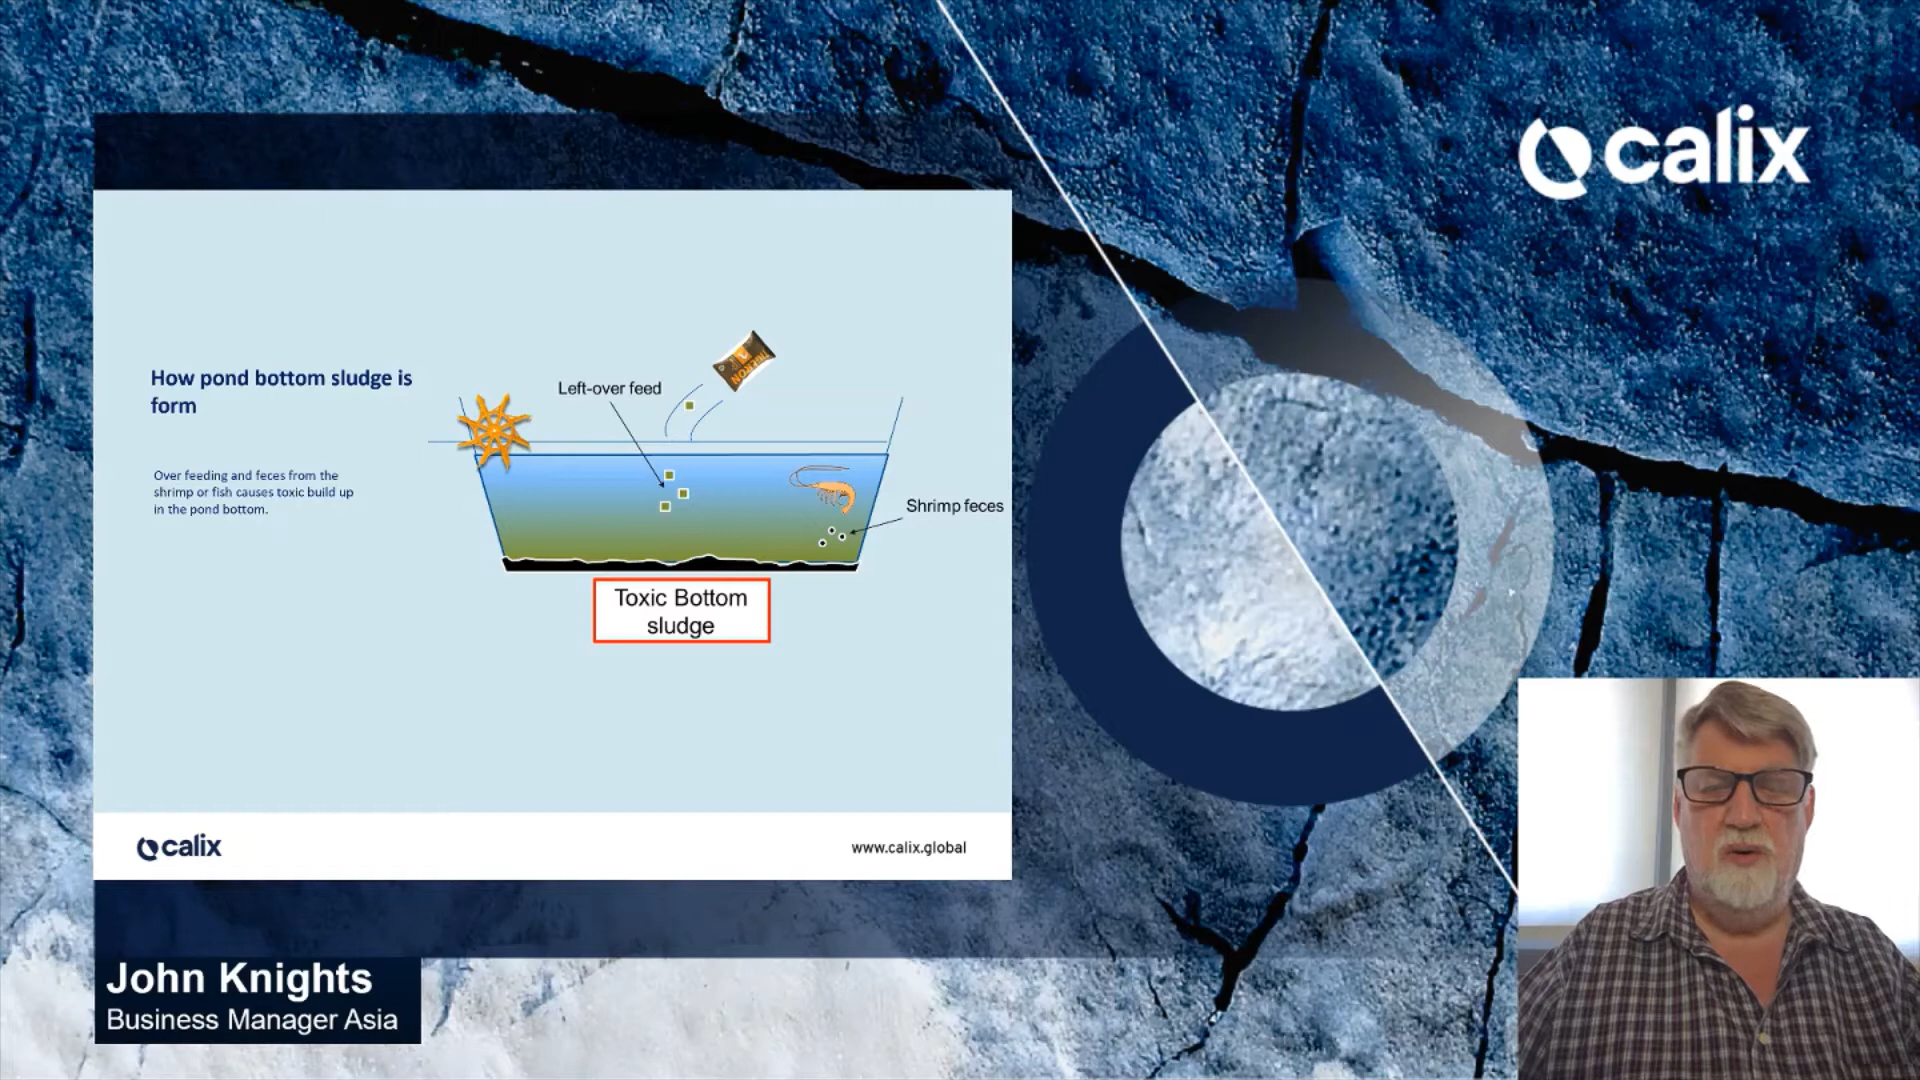 calix
How pond bottom sludge is
form
Over feeding and feces from the
shrimp or fish causes toxic build up
in the pond bottom.
Left-over feed
Shrimp feces
Toxic Bottom
sludge
calix
www.calix.global
John Knights
Business Manager Asia